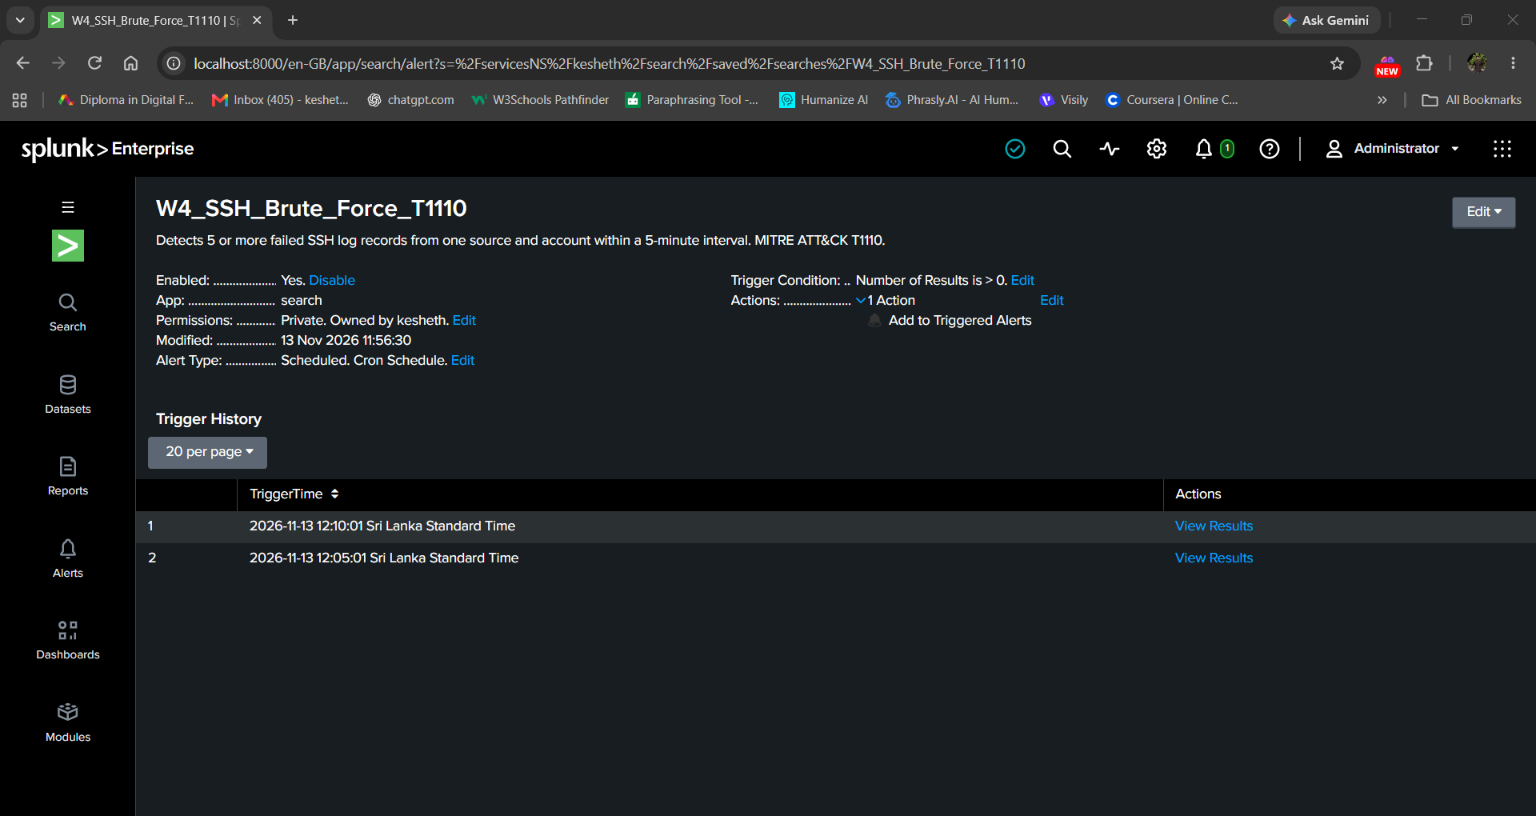 W4_SSH_Brute_Force_T1110 | Sp
Ask Gemini
localhost:8000/en-GB/app/search/alert?s=%2FservicesNS%2Fkesheth%2Fsearch%2Fsaved%2Fsearches%2FW4_SSH_Brute_Force_T1110
NEW
Diploma in Digital F... Inbox (405) - keshet... chatgpt.com W3Schools Pathfinder Paraphrasing Tool -... Humanize AI Phrasly.AI - AI Hum... Visily Coursera | Online C... » All Bookmarks
splunk>Enterprise
1
Administrator
W4_SSH_Brute_Force_T1110
Edit
Detects 5 or more failed SSH log records from one source and account within a 5-minute interval. MITRE ATT&CK T1110.
Enabled: .................... Yes. Disable
App: ........................... search
Permissions: ............ Private. Owned by kesheth. Edit
Modified: ................... 13 Nov 2026 11:56:30
Alert Type: ................ Scheduled. Cron Schedule. Edit
Trigger Condition: .. Number of Results is > 0. Edit
Actions: ..................... 1 Action Edit
Add to Triggered Alerts
Search
Datasets
Reports
Alerts
Dashboards
Modules
Trigger History
20 per page
TriggerTime Actions
1 2026-11-13 12:10:01 Sri Lanka Standard Time View Results
2 2026-11-13 12:05:01 Sri Lanka Standard Time View Results